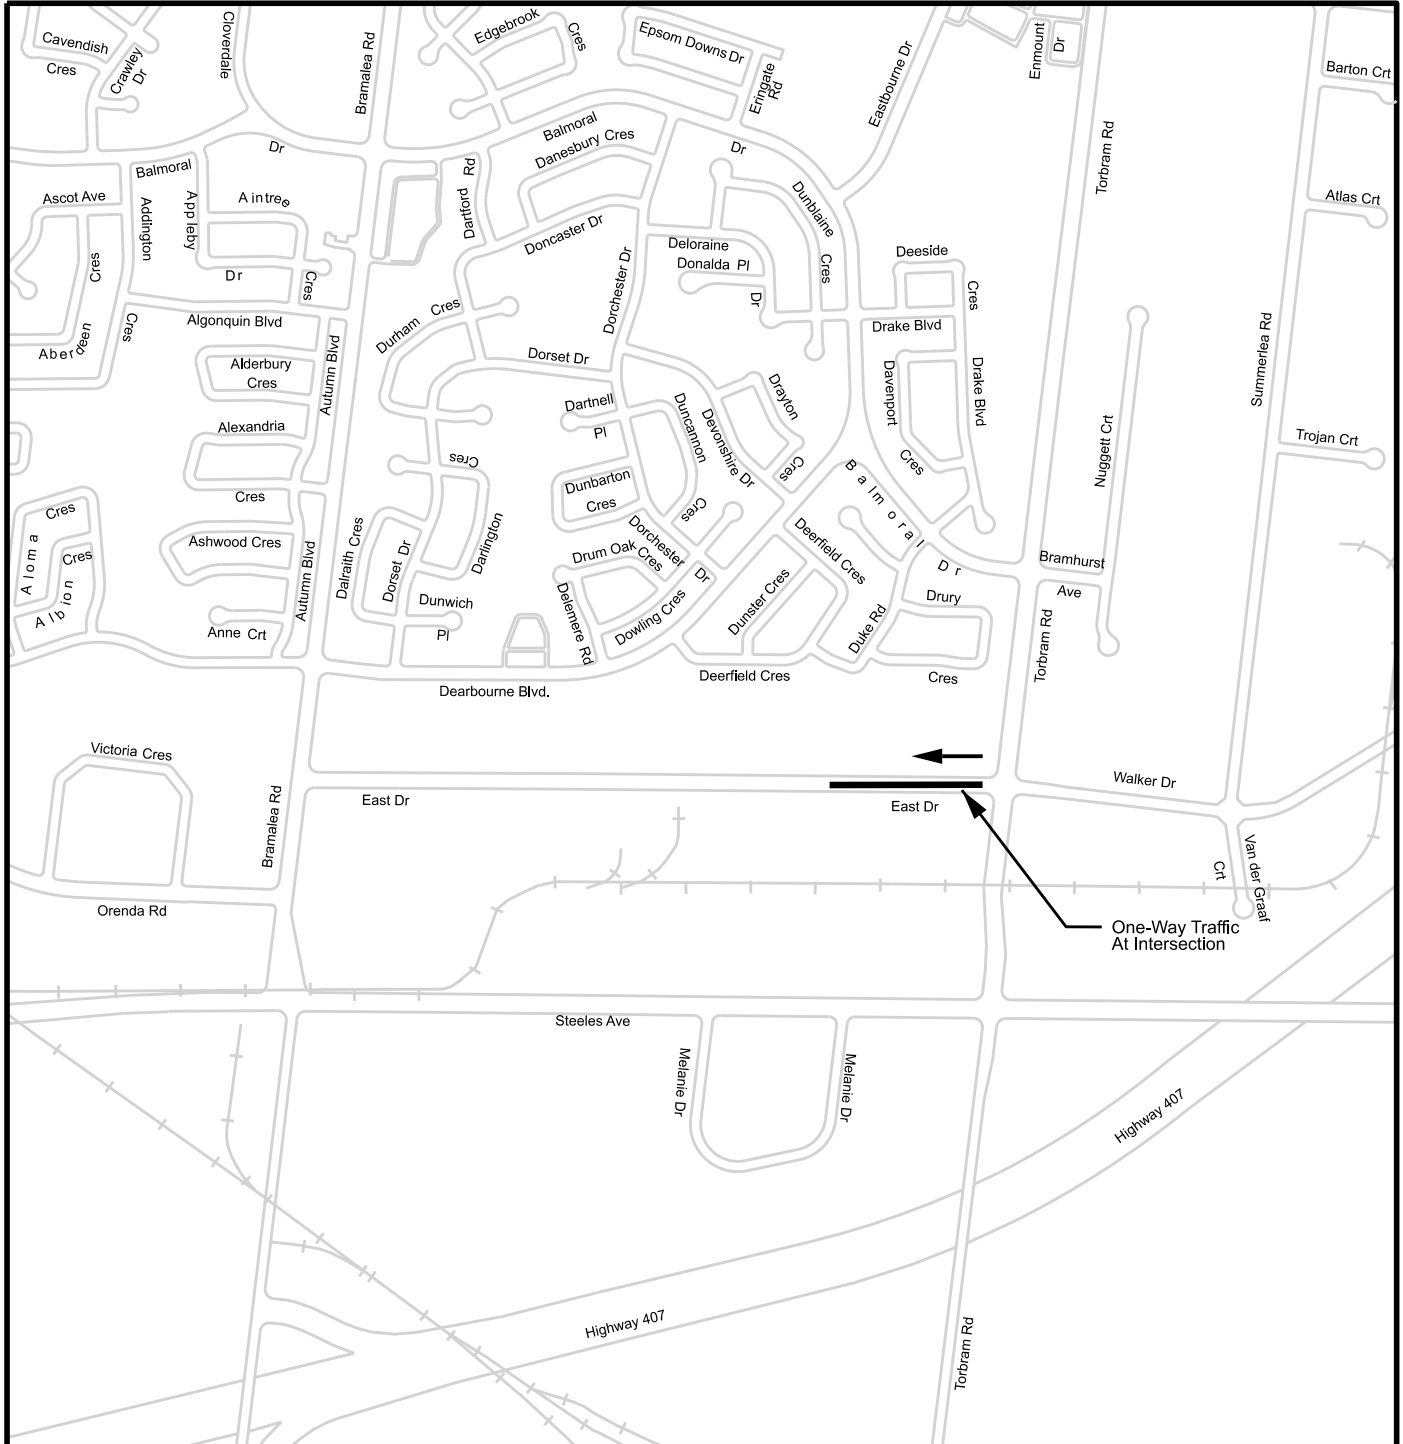 Cavendish
Cres
Crawley
Dr
Cloverdale
Bramalea Rd
Edgebrook
Cres
Epsom Downs Dr
Eringate
Rd
Eastbourne Dr
Enmount
Dr
Barton Crt
Balmoral
Dr
Balmoral
Dr
Danesbury Cres
Torbram Rd
Ascot Ave
Addington
Cres
Appleby
Dr
Aintree
Cres
Dartford Rd
Doncaster Dr
Dunblaine
Cres
Atlas Crt
Deloraine
Dr
Donalda Pl
Deeside
Cres
Aberdeen
Cres
Algonquin Blvd
Durham Cres
Dorchester Dr
Drake Blvd
Summerlea Rd
Alderbury
Cres
Autumn Blvd
Dorset Dr
Drayton
Cres
Davenport
Cres
Drake Blvd
Dartnell
Pl
Duncannon
Cres
Devonshire Dr
Alexandria
Cres
Nuggett Crt
Trojan Crt
Cres
Darlington
Dunbarton
Cres
Balmoral Dr
Aloma
Cres
Albion
Cres
Ashwood Cres
Autumn Blvd
Dalraith Cres
Dorset Dr
Drum Oak
Cres
Dorchester
Dr
Deerfield Cres
Bramhurst
Ave
Anne Crt
Dunwich
Pl
Delemere Rd
Dowling Cres
Dunster Cres
Duke Rd
Drury
Cres
Torbram Rd
Dearbourne Blvd.
Deerfield Cres
Victoria Cres
Bramalea Rd
East Dr
East Dr
Walker Dr
Van der Graaf
Crt
Orenda Rd
One-Way Traffic
At Intersection
Steeles Ave
Melanie Dr
Melanie Dr
Highway 407
Highway 407
Torbram Rd